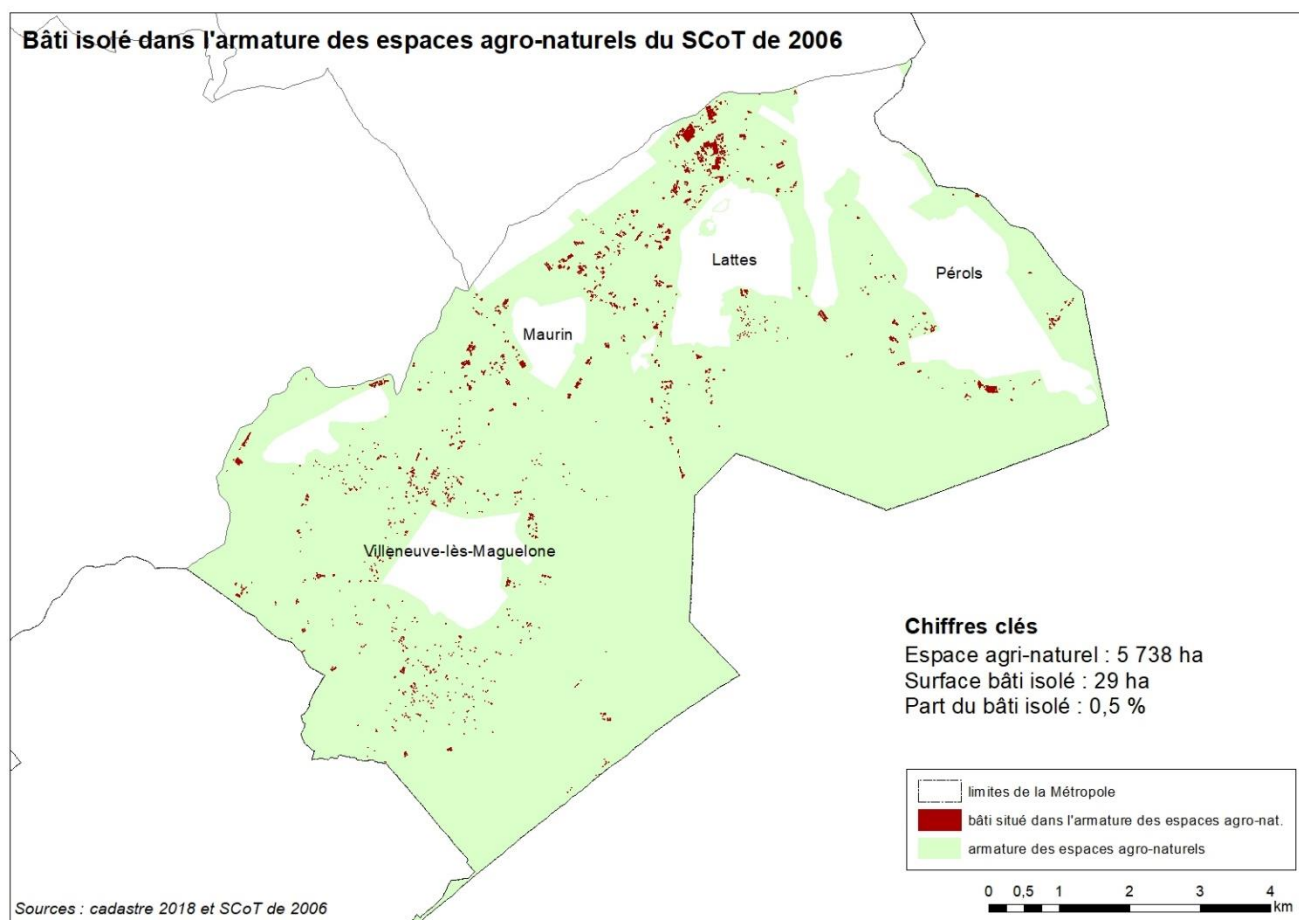 Bâti isolé dans l'armature des espaces agro-naturels du SCoT de 2006
Lattes
Pérols
Maurin
Villeneuve-lès-Maguelone
Chiffres clés
Espace agri-naturel : 5 738 ha
Surface bâti isolé : 29 ha
Part du bâti isolé : 0,5 %
limites de la Métropole
bâti situé dans l'armature des espaces agro-nat.
armature des espaces agro-naturels
0 0,5 1 2 3 4
km
Sources : cadastre 2018 et SCoT de 2006